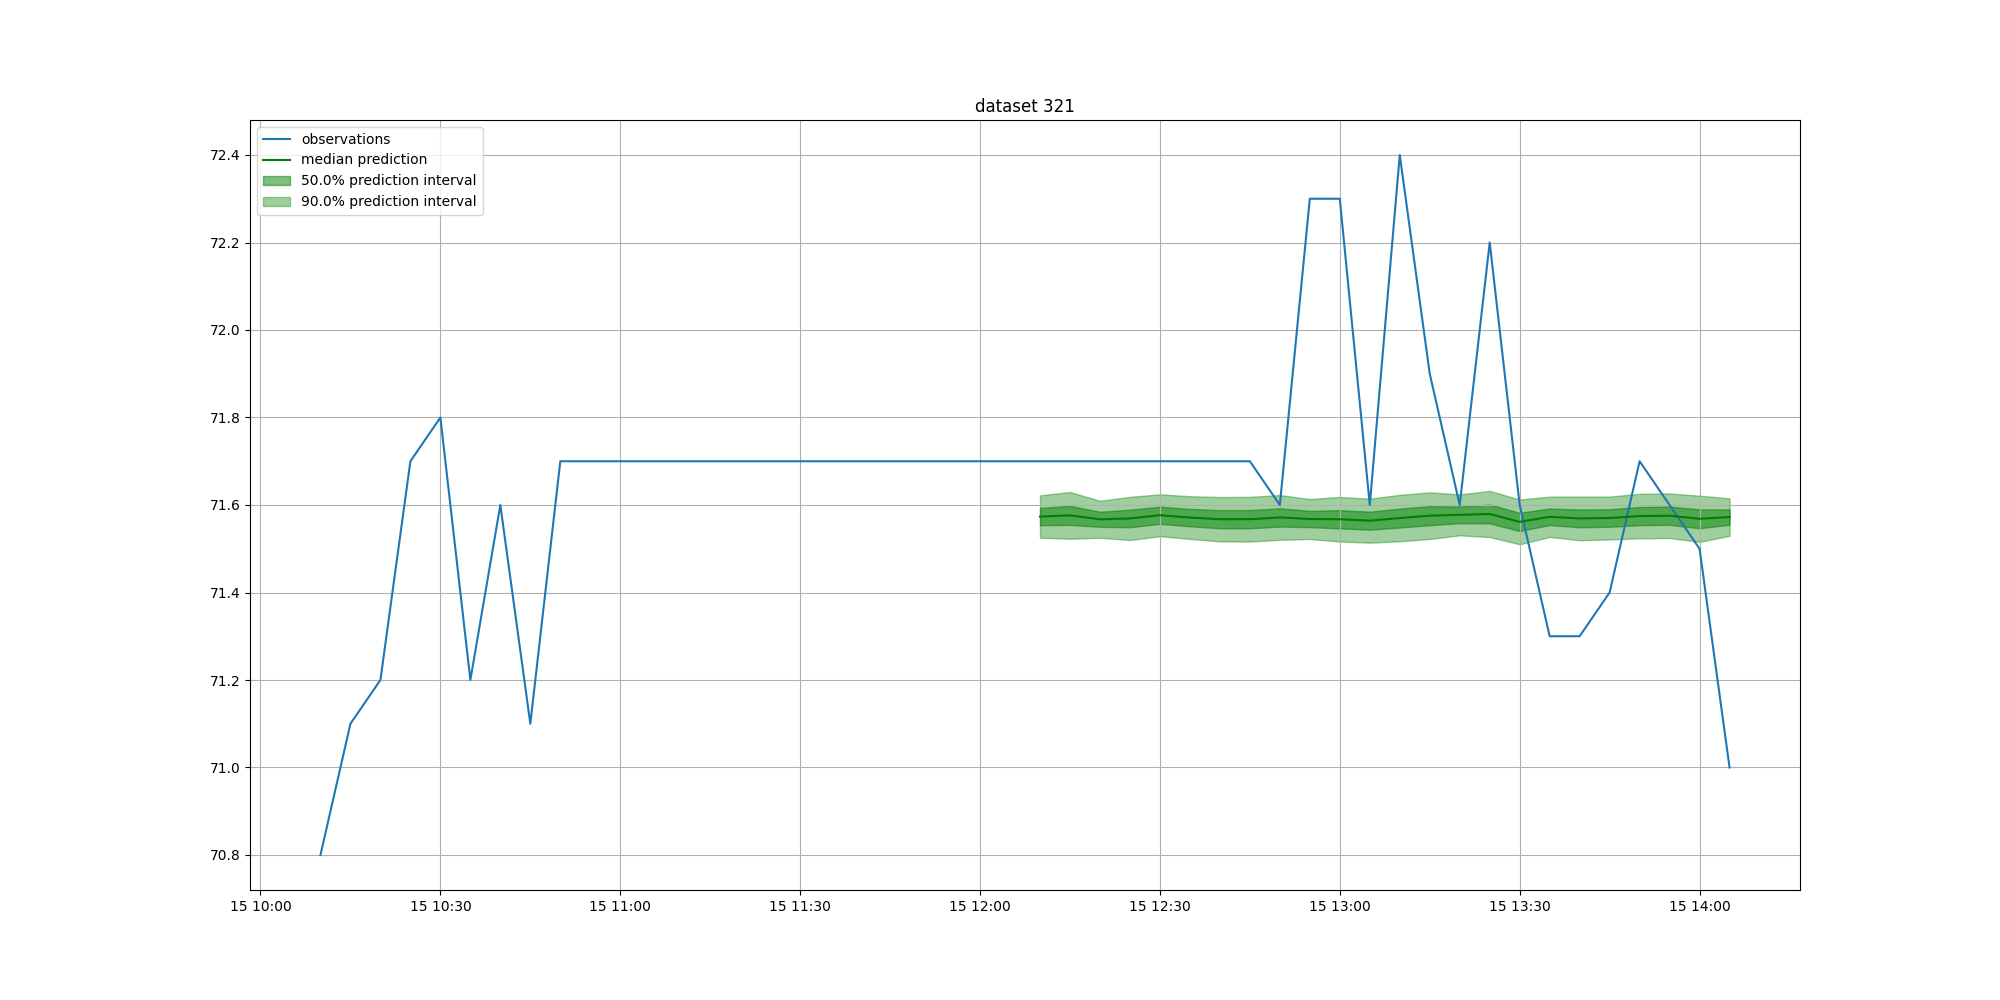 dataset 321
observations
median prediction
50.0% prediction interval
90.0% prediction interval
72.4
72.2
72.0
71.8
71.6
71.4
71.2
71.0
70.8
15 10:00 15 10:30 15 11:00 15 11:30 15 12:00 15 12:30 15 13:00 15 13:30 15 14:00